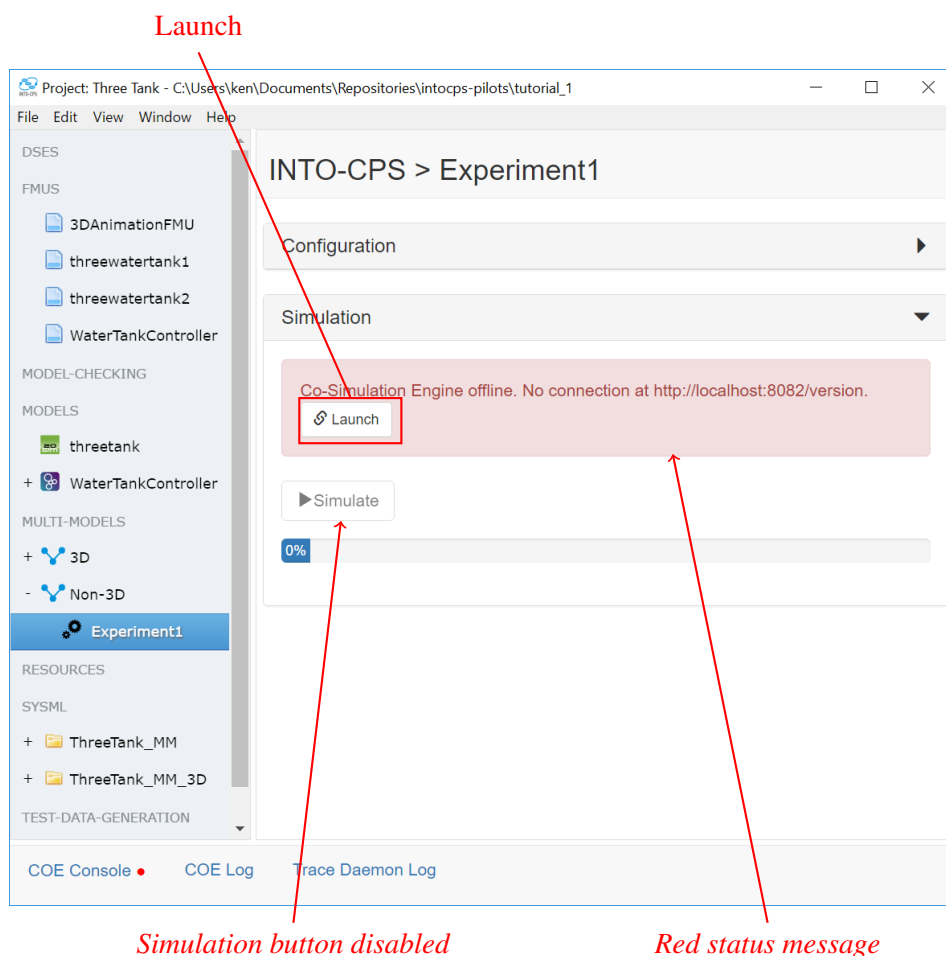 Launch
Project: Three Tank - C:\Users\ken\Documents\Repositories\intocps-pilots\tutorial_1
File Edit View Window Help
DSES
INTO-CPS > Experiment1
FMUS
3DAnimationFMU
Configuration
threewatertank1
threewatertank2
Simulation
WaterTankController
MODEL-CHECKING
Co-Simulation Engine offline. No connection at http://localhost:8082/version.
MODELS
Launch
threetank
+ WaterTankController
Simulate
MULTI-MODELS
+ 3D
0%
- Non-3D
Experiment1
RESOURCES
SYSML
+ ThreeTank_MM
+ ThreeTank_MM_3D
TEST-DATA-GENERATION
COE Console COE Log Trace Daemon Log
Simulation button disabled Red status message